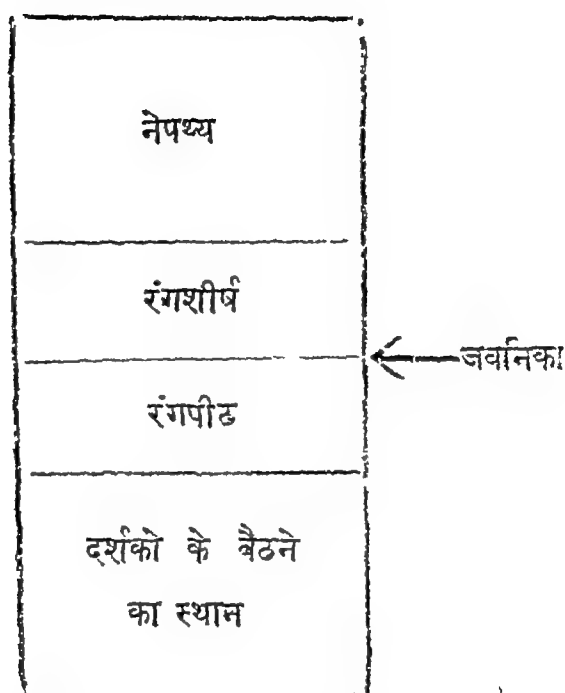 नेपथ्य
रंगशीर्ष
जवनिका
रंगपीठ
दर्शको के बैठने
का स्थान